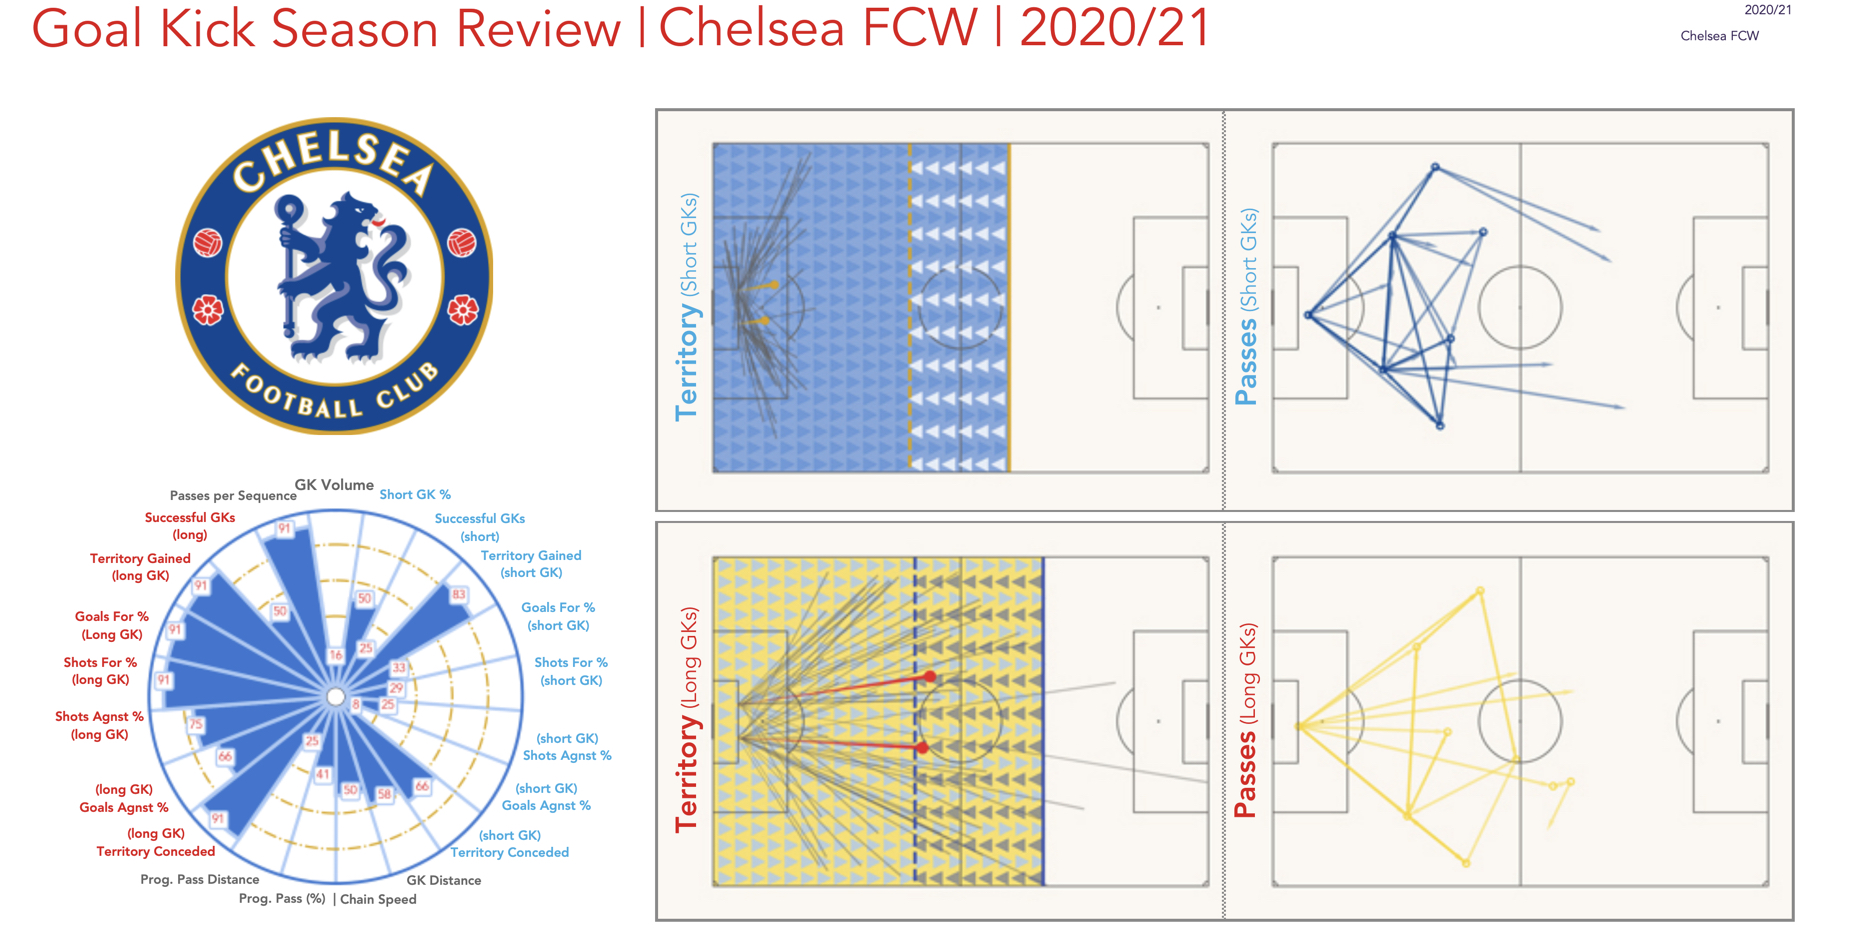 Goal Kick Season Review | Chelsea FCW | 2020/21
2020/21
Chelsea FCW
CHELSEA
FOOTBALL CLUB
GK Volume
Passes per Sequence
Short GK %
Successful GKs
(long)
Successful GKs
(short)
Territory Gained
(long GK)
Territory Gained
(short GK)
Goals For %
(Long GK)
Goals For %
(short GK)
Shots For %
(long GK)
Shots For %
(short GK)
Shots Agnst %
(long GK)
(short GK)
Shots Agnst %
(long GK)
Goals Agnst %
(short GK)
Goals Agnst %
(long GK)
Territory Conceded
(short GK)
Territory Conceded
Prog. Pass Distance
GK Distance
Prog. Pass (%) | Chain Speed
91
91
50
91
91
75
66
91
25
41
50
58
66
8
25
29
33
83
25
50
16
Territory (Short GKs)
Passes (Short GKs)
Territory (Long GKs)
Passes (Long GKs)